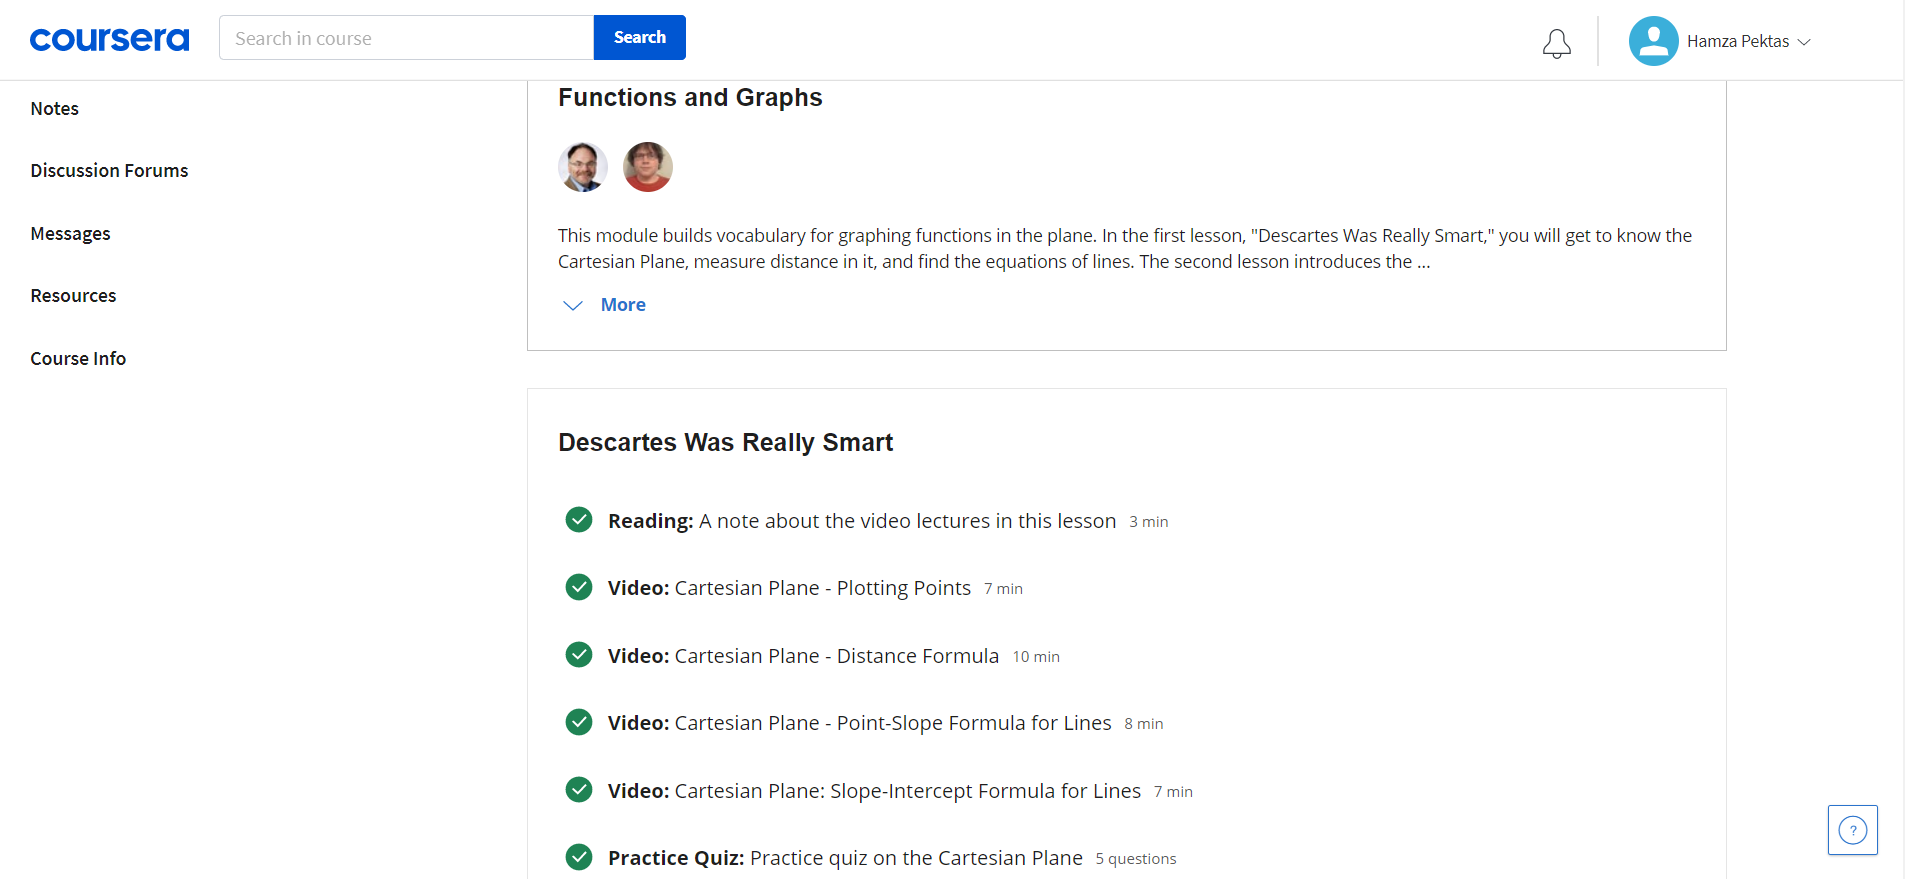 coursera
Search in course
Search
Hamza Pektas
Notes
Discussion Forums
Messages
Resources
Course Info
Functions and Graphs
This module builds vocabulary for graphing functions in the plane. In the first lesson, "Descartes Was Really Smart," you will get to know the
Cartesian Plane, measure distance in it, and find the equations of lines. The second lesson introduces the ...
More
Descartes Was Really Smart
Reading: A note about the video lectures in this lesson 3 min
Video: Cartesian Plane - Plotting Points 7 min
Video: Cartesian Plane - Distance Formula 10 min
Video: Cartesian Plane - Point-Slope Formula for Lines 8 min
Video: Cartesian Plane: Slope-Intercept Formula for Lines 7 min
Practice Quiz: Practice quiz on the Cartesian Plane 5 questions
?